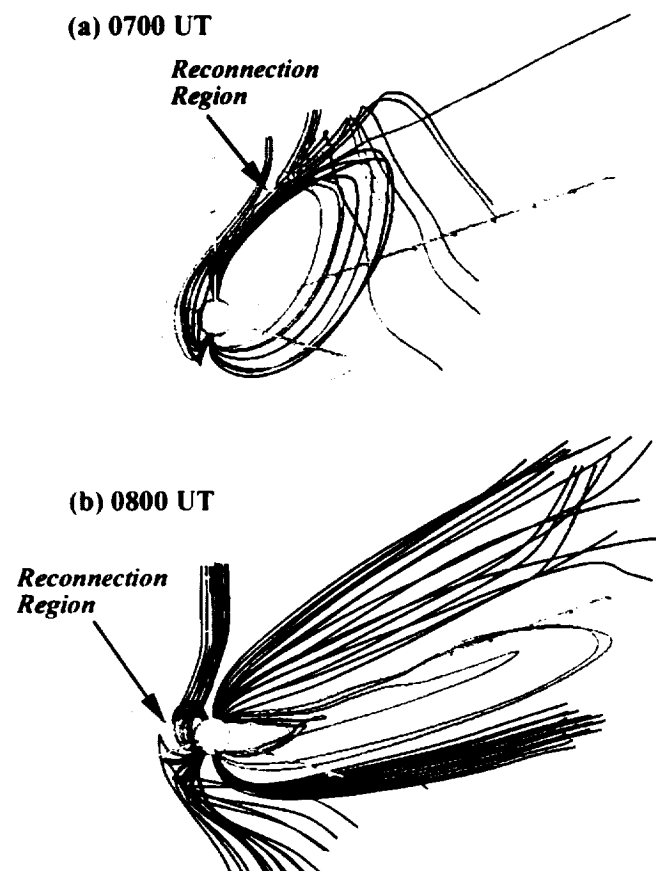 (a) 0700 UT
Reconnection
Region
(b) 0800 UT
Reconnection
Region